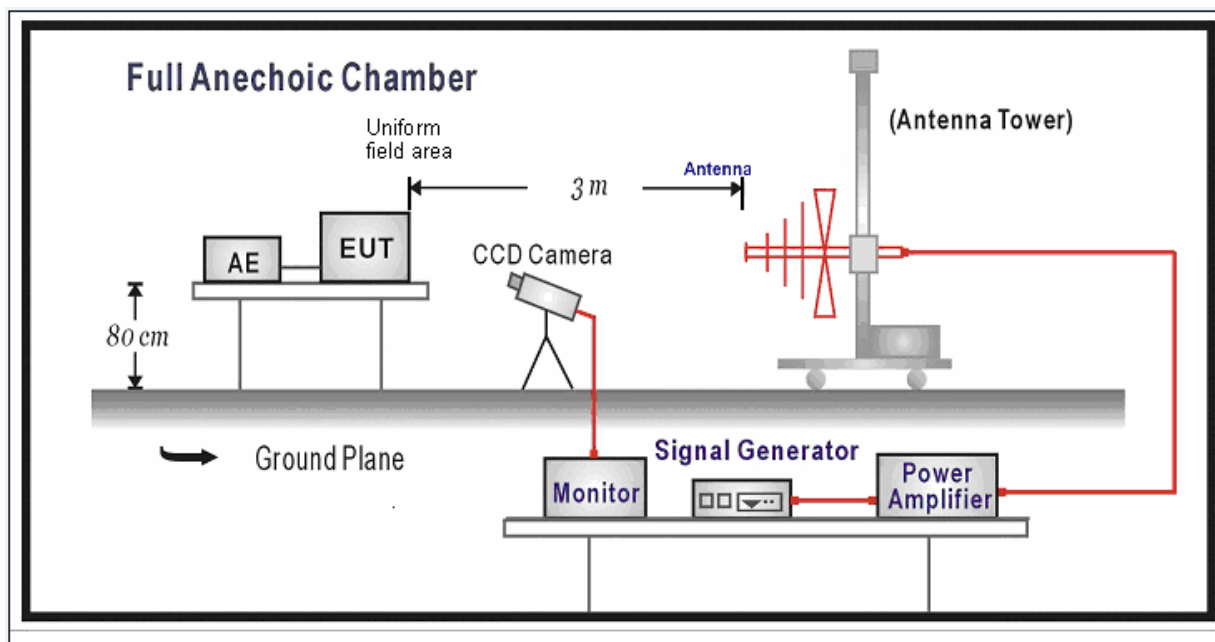 Full Anechoic Chamber
Uniform
field area
(Antenna Tower)
Antenna
3 m
AE
EUT
CCD Camera
80 cm
Ground Plane
Signal Generator
Monitor
Power
Amplifier